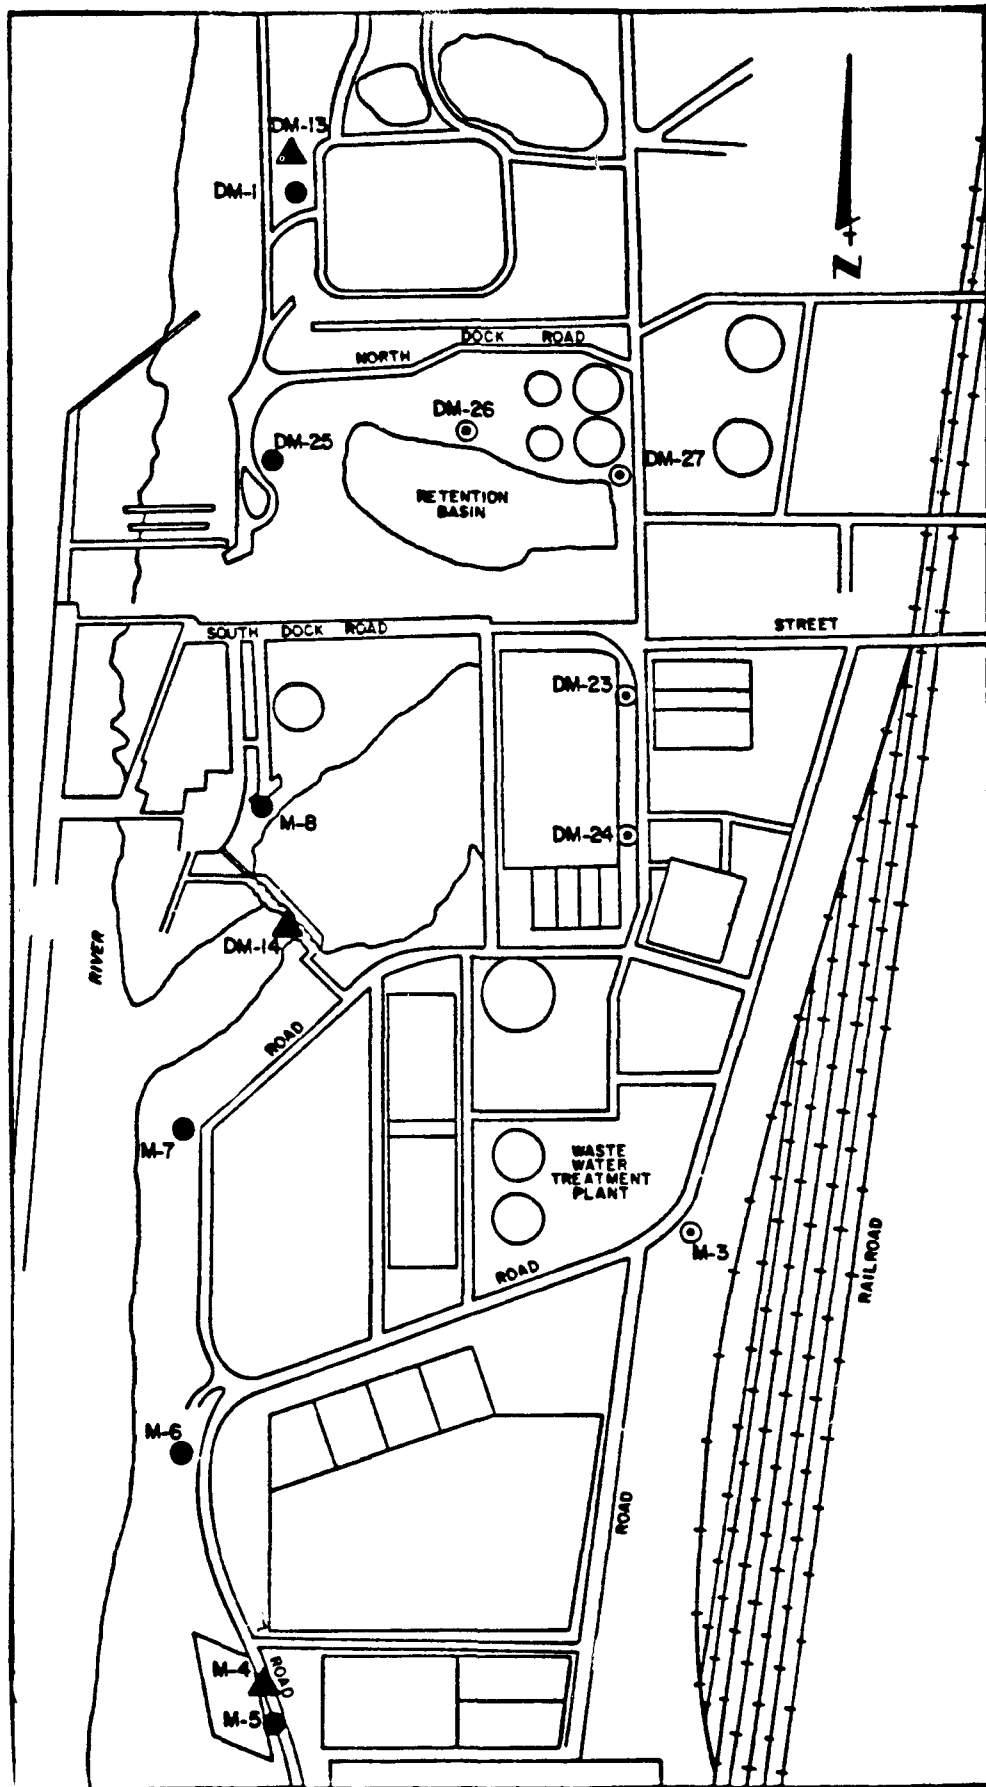 DM-13
DM-1
N
DOCK ROAD
NORTH
DM-26
DM-25
DM-27
RETENTION
BASIN
STREET
SOUTH DOCK ROAD
DM-23
M-8
DM-24
DM-14
RIVER
ROAD
M-7
WASTE
WATER
TREATMENT
PLANT
M-3
RAILROAD
ROAD
M-6
ROAD
M-4
ROAD
M-5